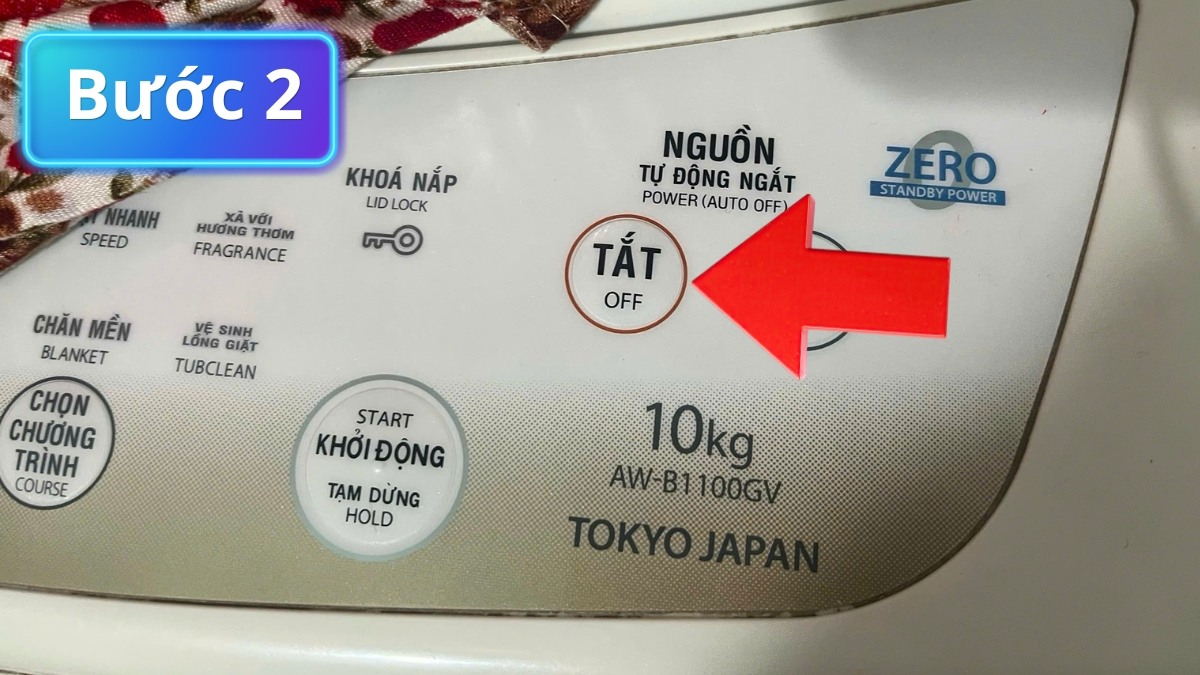 Bước 2
NGUỒN
TỰ ĐỘNG NGẮT
POWER (AUTO OFF)
ZERO
STANDBY POWER
KHOÁ NẮP
LID LOCK
NHANH
SPEED
XẢ VỚI
HƯƠNG THƠM
FRAGRANCE
TẮT
OFF
CHĂN MỀN
BLANKET
VỆ SINH
LỒNG GIẶT
TUBCLEAN
CHỌN
CHƯƠNG
TRÌNH
COURSE
START
KHỞI ĐỘNG
TẠM DỪNG
HOLD
10kg
AW-B1100GV
TOKYO JAPAN